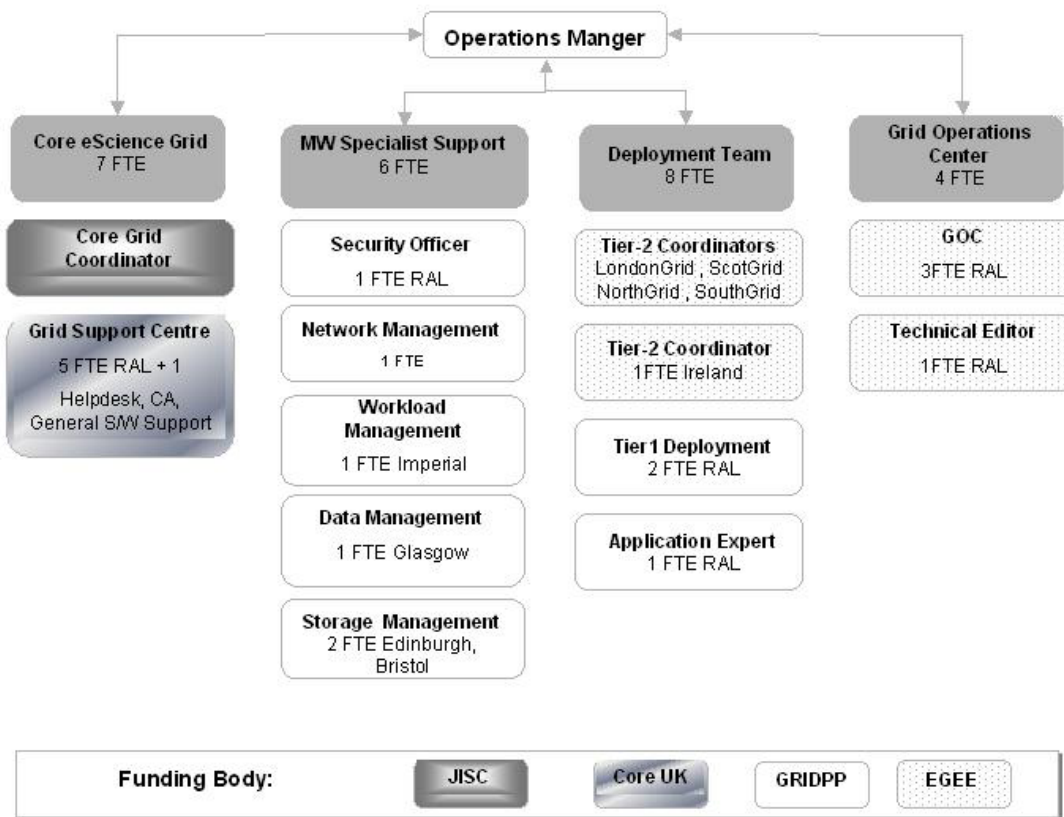 Operations Manger
Core eScience Grid
7 FTE
Core Grid
Coordinator
Grid Support Centre
5 FTE RAL + 1
Helpdesk, CA,
General S/W Support
MW Specialist Support
6 FTE
Security Officer
1 FTE RAL
Network Management
1 FTE
Workload
Management
1 FTE Imperial
Data Management
1 FTE Glasgow
Storage Management
2 FTE Edinburgh,
Bristol
Deployment Team
8 FTE
Tier-2 Coordinators
LondonGrid , ScotGrid
NorthGrid , SouthGrid
Tier-2 Coordinator
1FTE Ireland
Tier1 Deployment
2 FTE RAL
Application Expert
1 FTE RAL
Grid Operations
Center
4 FTE
GOC
3FTE RAL
Technical Editor
1FTE RAL
Funding Body:
JISC
Core UK
GRIDPP
EGEE